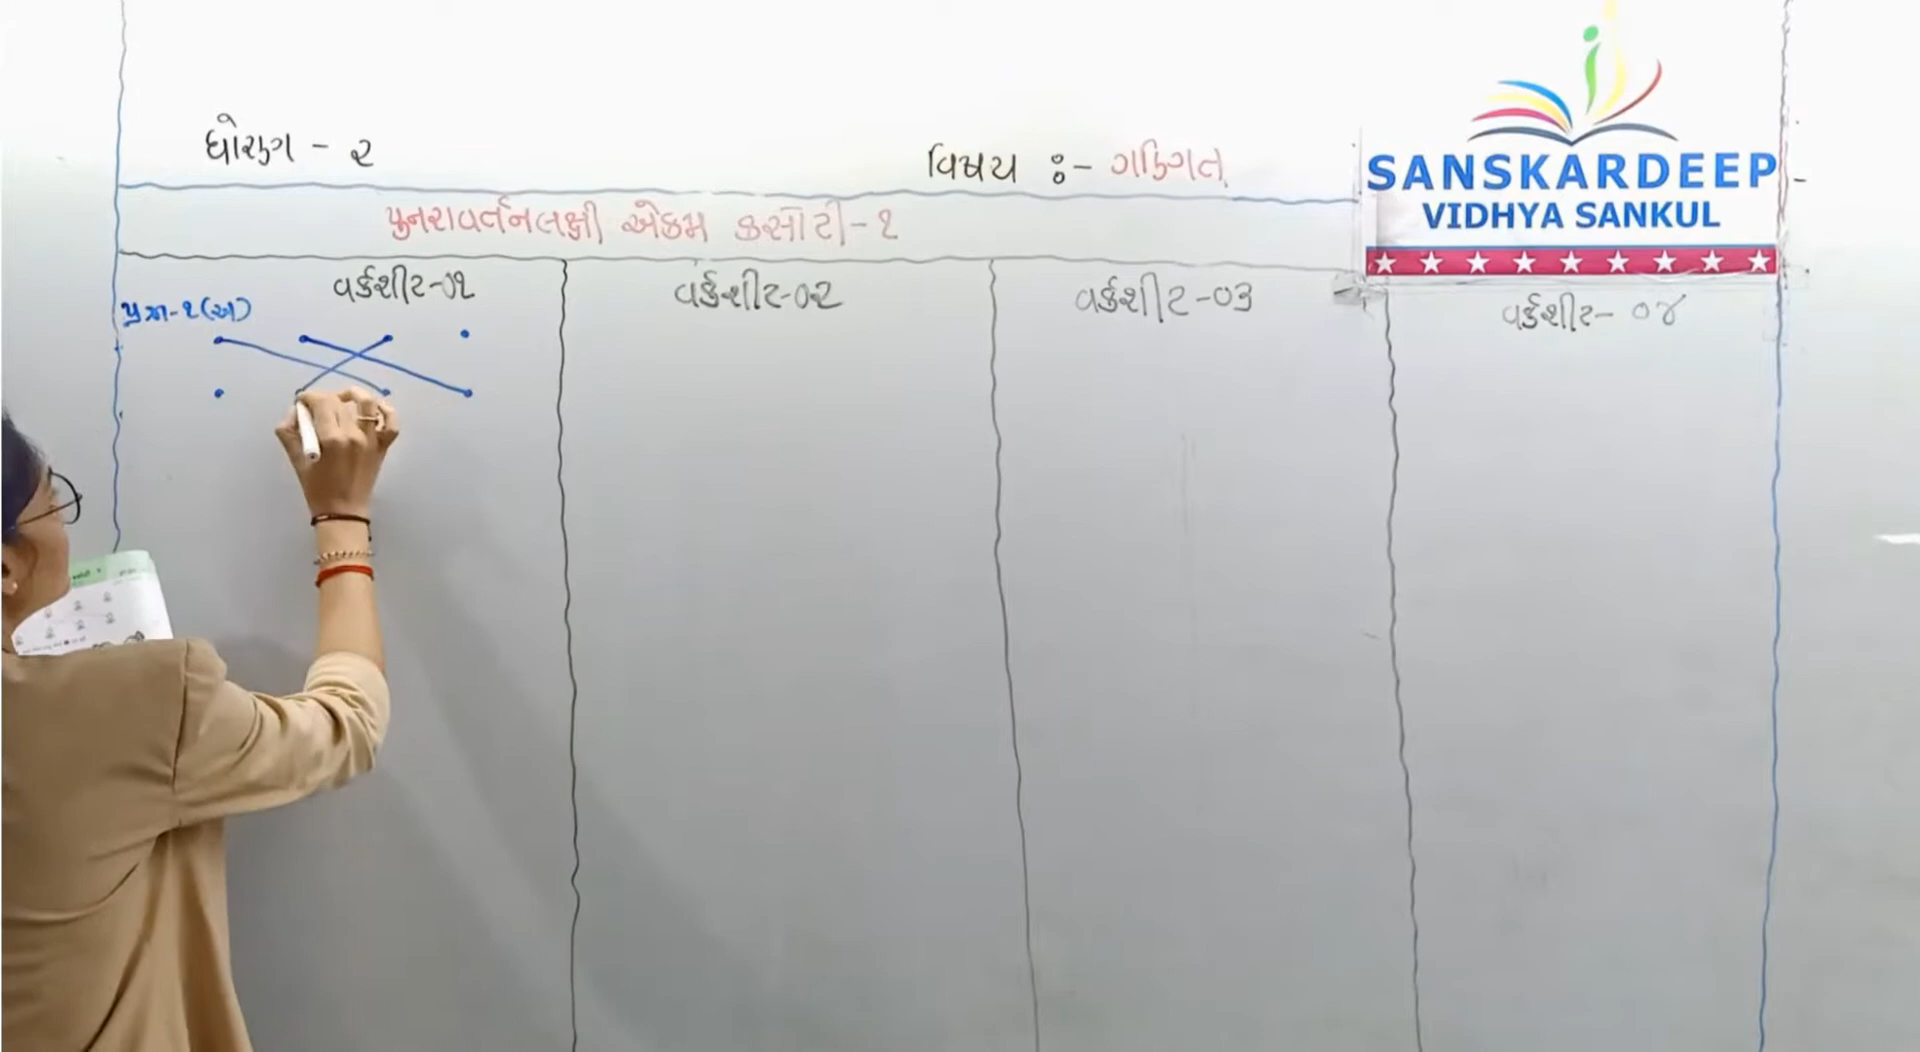 ધોરણ - ૨
વિષય :- ગણિત
SANSKARDEEP
VIDHYA SANKUL
પુનરાવર્તનલક્ષી એકમ કસોટી-૧
વર્કશીટ-૦૧
વર્કશીટ-૦૨
વર્કશીટ-૦૩
વર્કશીટ- ૦૪
પ્રશ્ન-૧(અ)